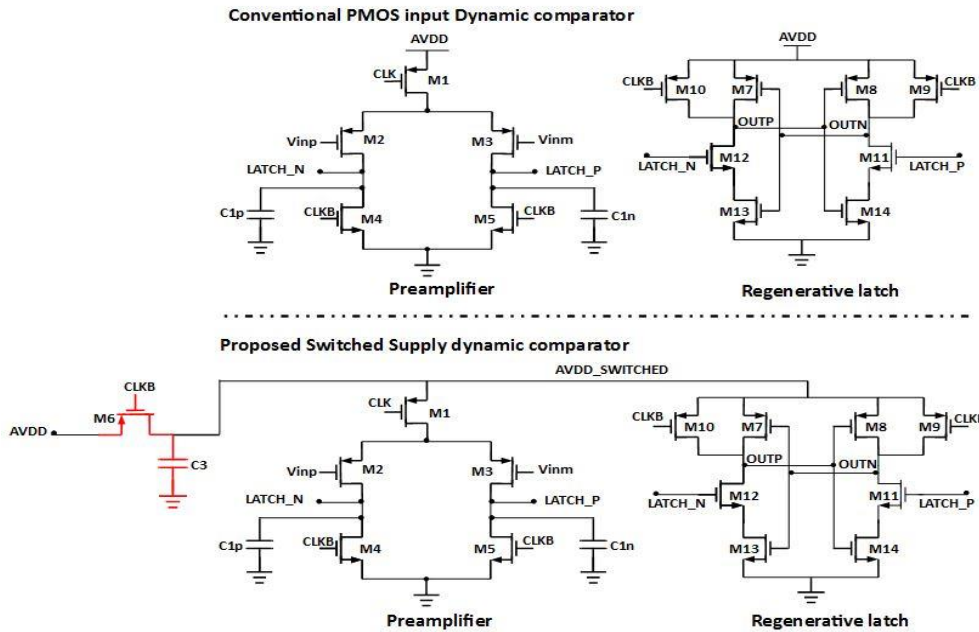 Conventional PMOS input Dynamic comparator
AVDD
AVDD
CLK
M1
CLKB
M10
M7
M8
M9
CLKB
Vinp
M2
M3
Vinm
OUTP
OUTN
LATCH_N
LATCH_P
LATCH_N
M12
M11
LATCH_P
C1p
CLKB
M4
M5
CLKB
C1n
M13
M14
Preamplifier
Regenerative latch
Proposed Switched Supply dynamic comparator
AVDD_SWITCHED
CLKB
M6
AVDD
C3
CLK
M1
CLKB
M10
M7
M8
M9
CLKB
Vinp
M2
M3
Vinm
OUTP
OUTN
LATCH_N
LATCH_P
LATCH_N
M12
M11
LATCH_P
C1p
CLKB
M4
M5
CLKB
C1n
M13
M14
Preamplifier
Regenerative latch